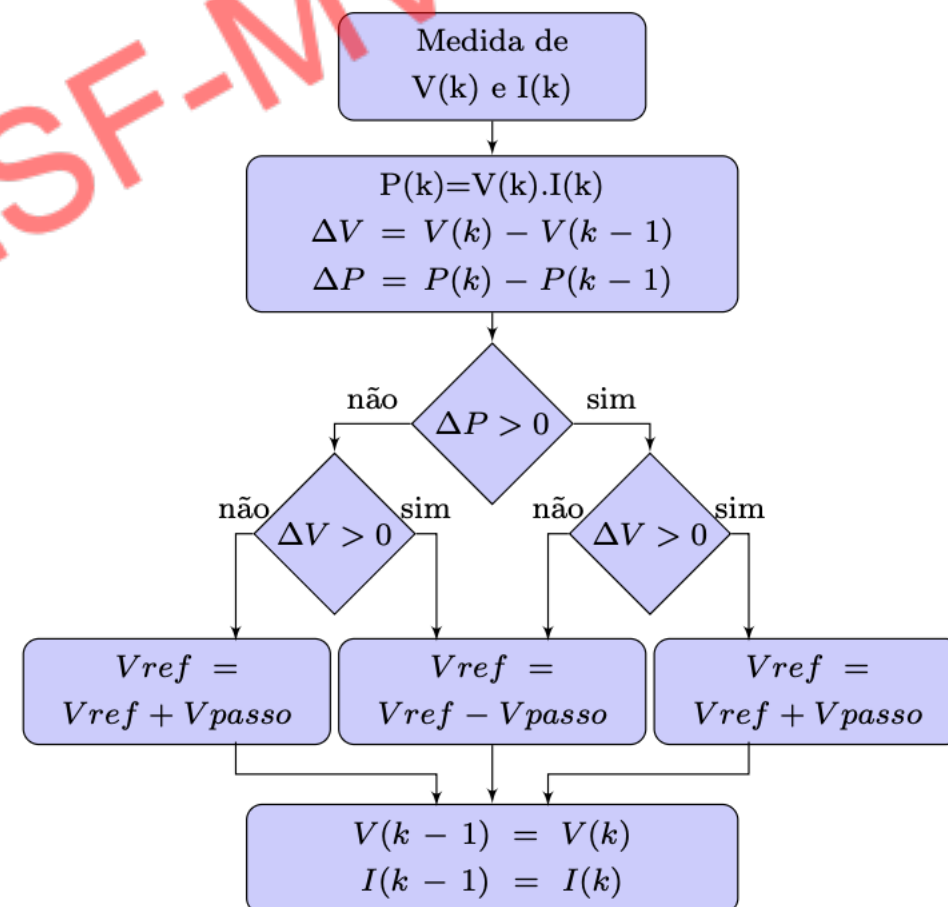 Medida de
V(k) e I(k)
P(k)=V(k).I(k)
ΔV = V(k) − V(k − 1)
ΔP = P(k) − P(k − 1)
não
sim
ΔP > 0
não
sim
não
sim
ΔV > 0
ΔV > 0
Vref =
Vref + Vpasso
Vref =
Vref − Vpasso
Vref =
Vref + Vpasso
V(k − 1) = V(k)
I(k − 1) = I(k)